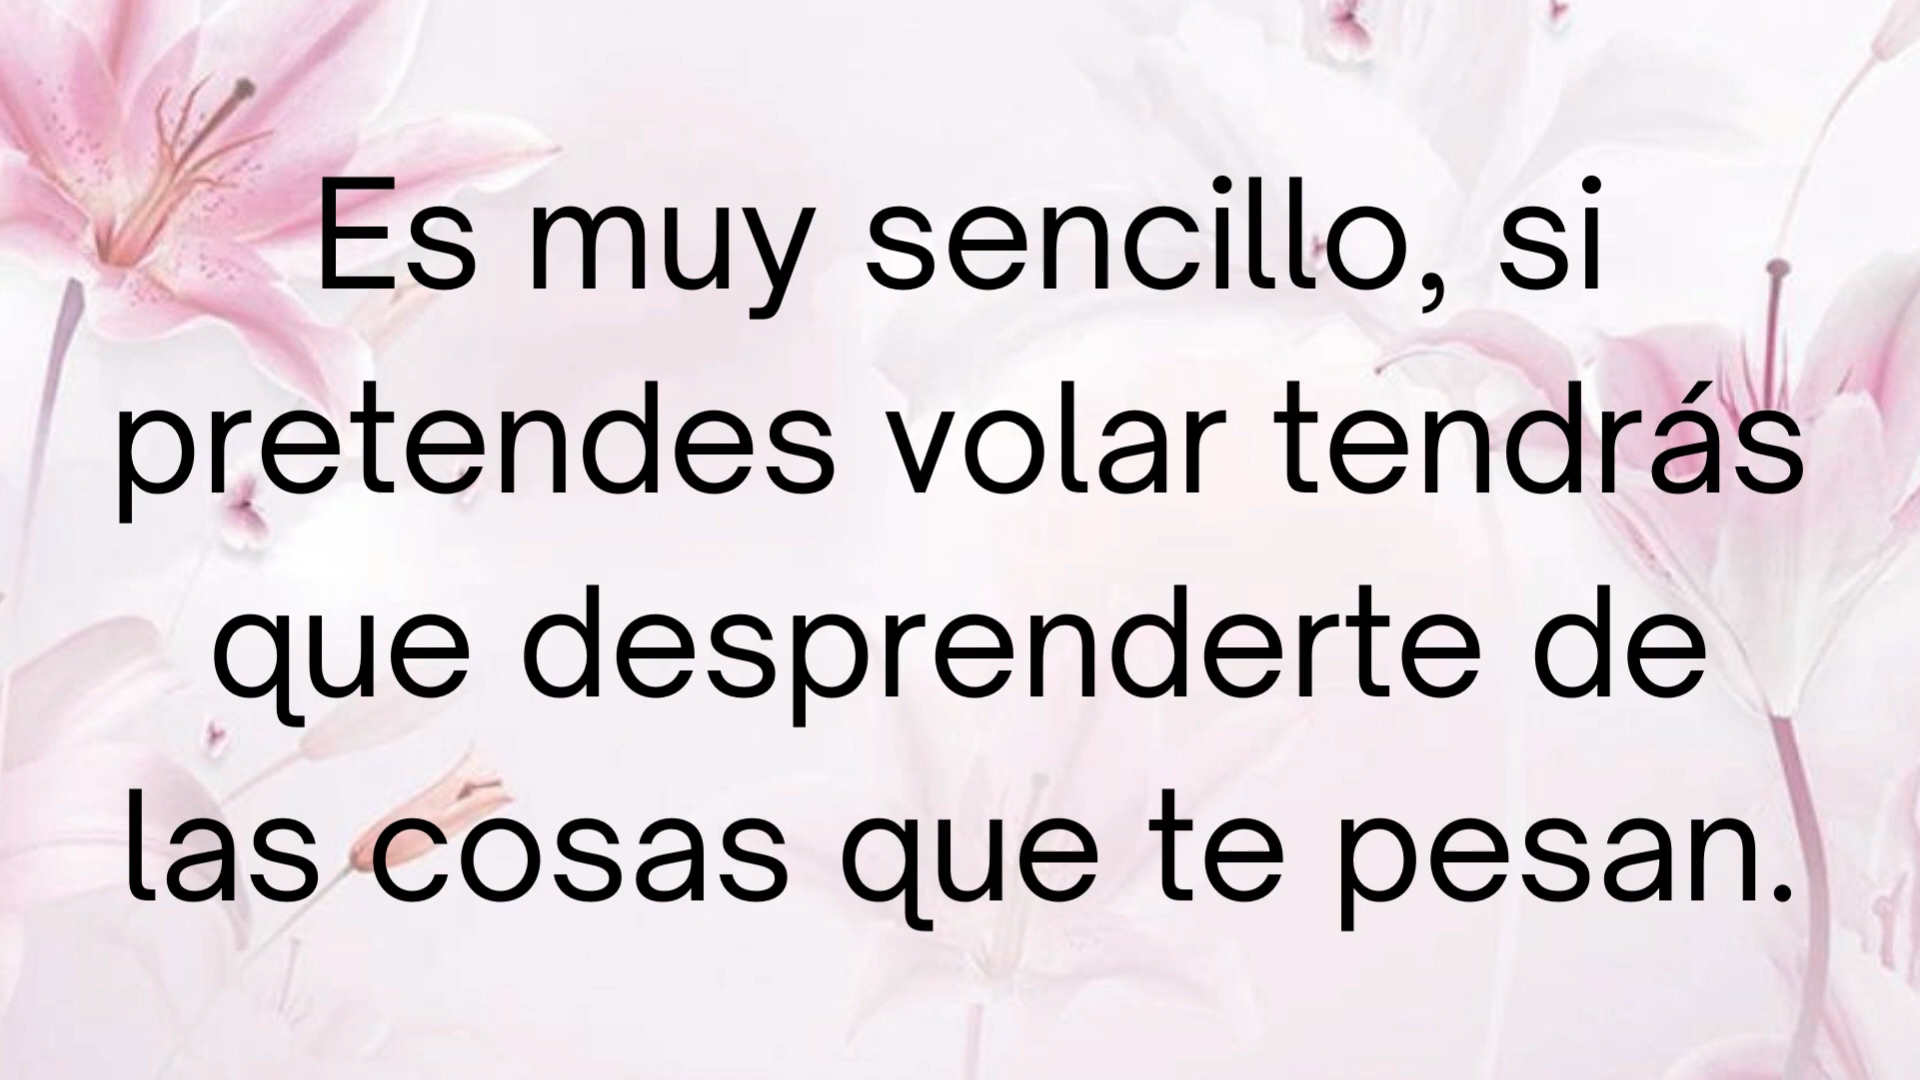 Es muy sencillo, si
pretendes volar tendrás
que desprenderte de
las cosas que te pesan.